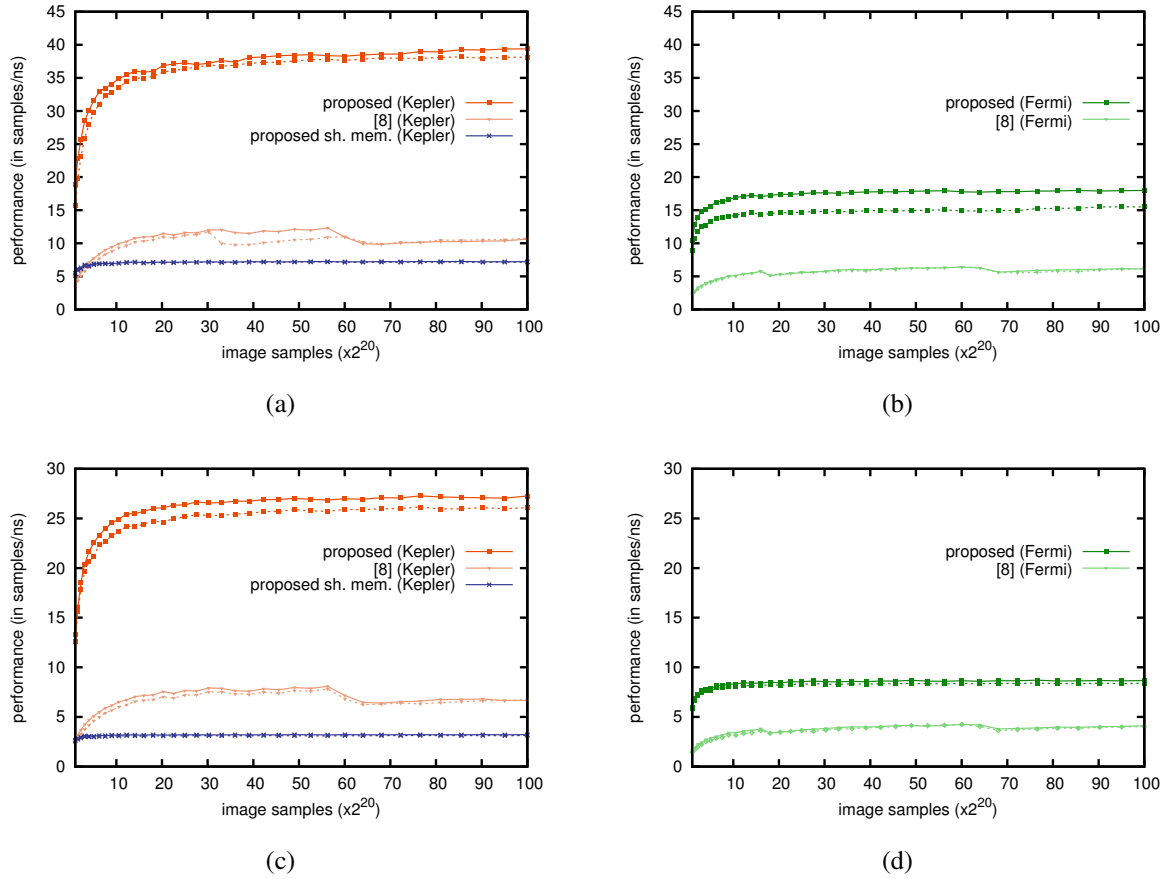 45
40
35
30
25
20
15
10
5
0
performance (in samples/ns)
proposed (Kepler)
[8] (Kepler)
proposed sh. mem. (Kepler)
10 20 30 40 50 60 70 80 90 100
image samples (x2^20)
(a)
45
40
35
30
25
20
15
10
5
0
performance (in samples/ns)
proposed (Fermi)
[8] (Fermi)
10 20 30 40 50 60 70 80 90 100
image samples (x2^20)
(b)
30
25
20
15
10
5
0
performance (in samples/ns)
proposed (Kepler)
[8] (Kepler)
proposed sh. mem. (Kepler)
10 20 30 40 50 60 70 80 90 100
image samples (x2^20)
(c)
30
25
20
15
10
5
0
performance (in samples/ns)
proposed (Fermi)
[8] (Fermi)
10 20 30 40 50 60 70 80 90 100
image samples (x2^20)
(d)